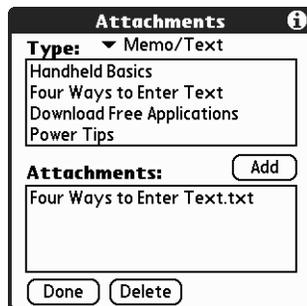 Attachments
Type: Memo/Text
Handheld Basics
Four Ways to Enter Text
Download Free Applications
Power Tips
Attachments: Add
Four Ways to Enter Text.txt
Done Delete